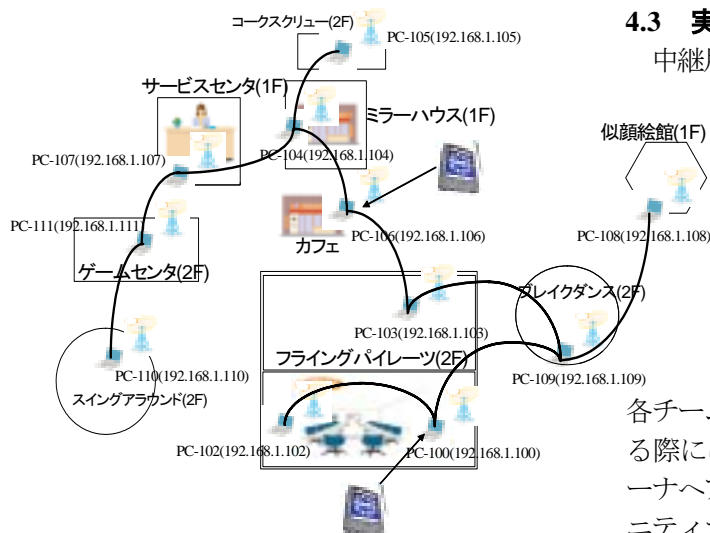 コークスクリュー(2F)
PC-105(192.168.1.105)
サービスセンタ(1F)
ミラーハウス(1F)
PC-104(192.168.1.104)
PC-107(192.168.1.107)
似顔絵館(1F)
PC-111(192.168.1.111)
PC-106(192.168.1.106)
カフェ
PC-108(192.168.1.108)
ゲームセンタ(2F)
ブレイクダンス(2F)
PC-103(192.168.1.103)
フライングパイレーツ(2F)
PC-110(192.168.1.110)
スイングアラウンド(2F)
PC-109(192.168.1.109)
PC-102(192.168.1.102)
PC-100(192.168.1.100)
4.3 実
中継
各チーム
る際に
ーナへ
ニティ